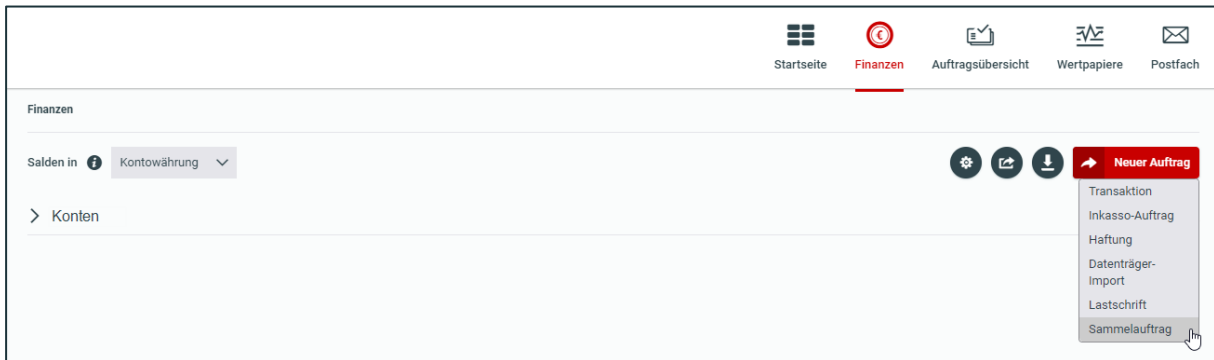 Startseite
Finanzen
Auftragsübersicht
Wertpapiere
Postfach
Finanzen
Salden in
Kontowährung
Neuer Auftrag
Transaktion
Inkasso-Auftrag
Haftung
Datenträger-
Import
Lastschrift
Sammelauftrag
Konten